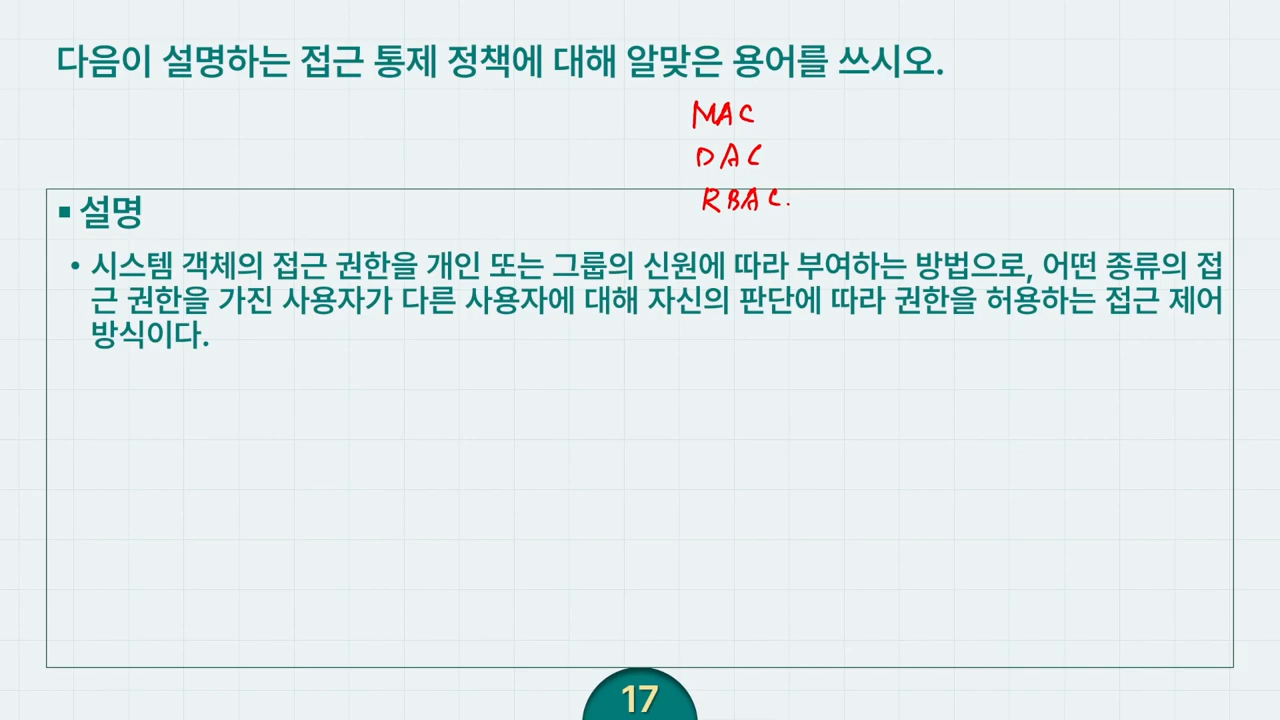 다음이 설명하는 접근 통제 정책에 대해 알맞은 용어를 쓰시오.
MAC
DAC
RBAC.
▪ 설명
• 시스템 객체의 접근 권한을 개인 또는 그룹의 신원에 따라 부여하는 방법으로, 어떤 종류의 접
근 권한을 가진 사용자가 다른 사용자에 대해 자신의 판단에 따라 권한을 허용하는 접근 제어
방식이다.
17